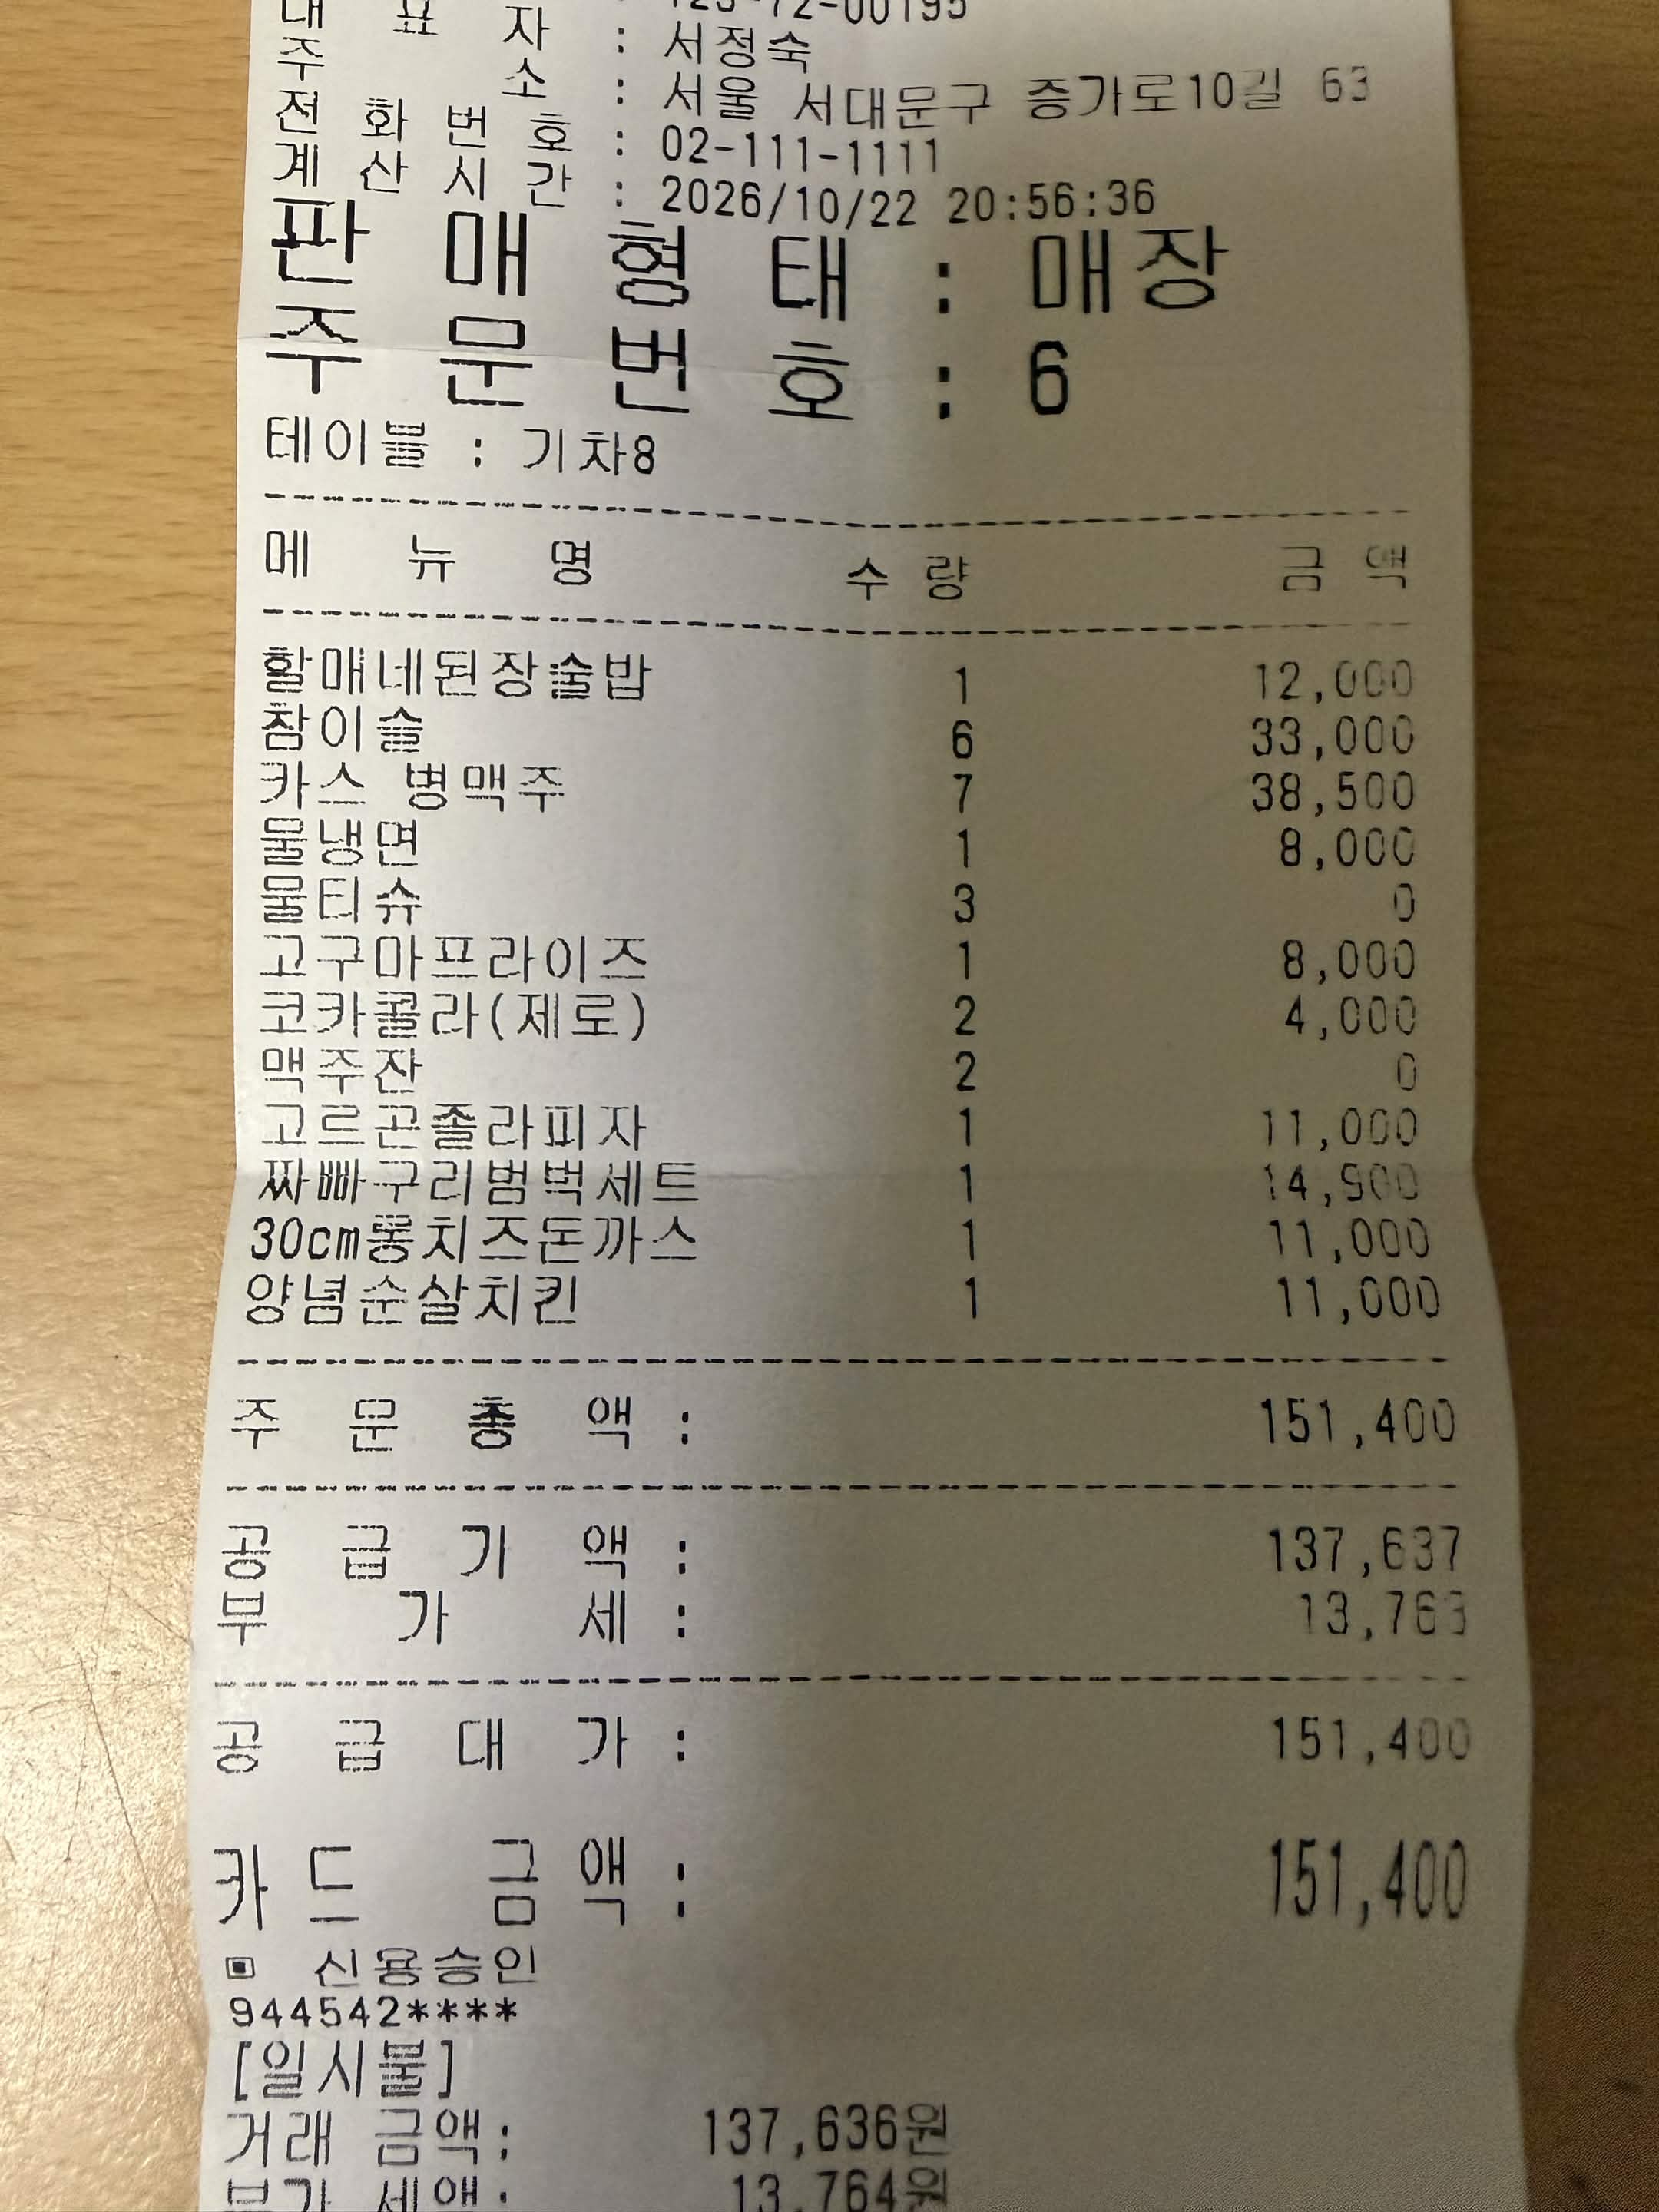 대 표 자 : 서정숙
주 소 : 서울 서대문구 증가로10길 63
전 화 번 호 : 02-111-1111
계 산 시 간 : 2026/10/22 20:56:36
판 매 형 태 : 매장
주 문 번 호 : 6
테이블 : 기차8
메 뉴 명 수 량 금 액
할매네된장술밥 1 12,000
참이슬 6 33,000
카스 병맥주 7 38,500
물냉면 1 8,000
물티슈 3 0
고구마프라이즈 1 8,000
코카콜라(제로) 2 4,000
맥주잔 2 0
고르곤졸라피자 1 11,000
짜빠구리범벅세트 1 14,900
30cm통치즈돈까스 1 11,000
양념순살치킨 1 11,000
주 문 총 액 : 151,400
공 급 가 액 : 137,637
부 가 세 : 13,763
공 급 대 가 : 151,400
카드 금액 : 151,400
▣ 신용승인
944542****
[일시불]
거래 금액: 137,636원
부가 세액: 13,764원